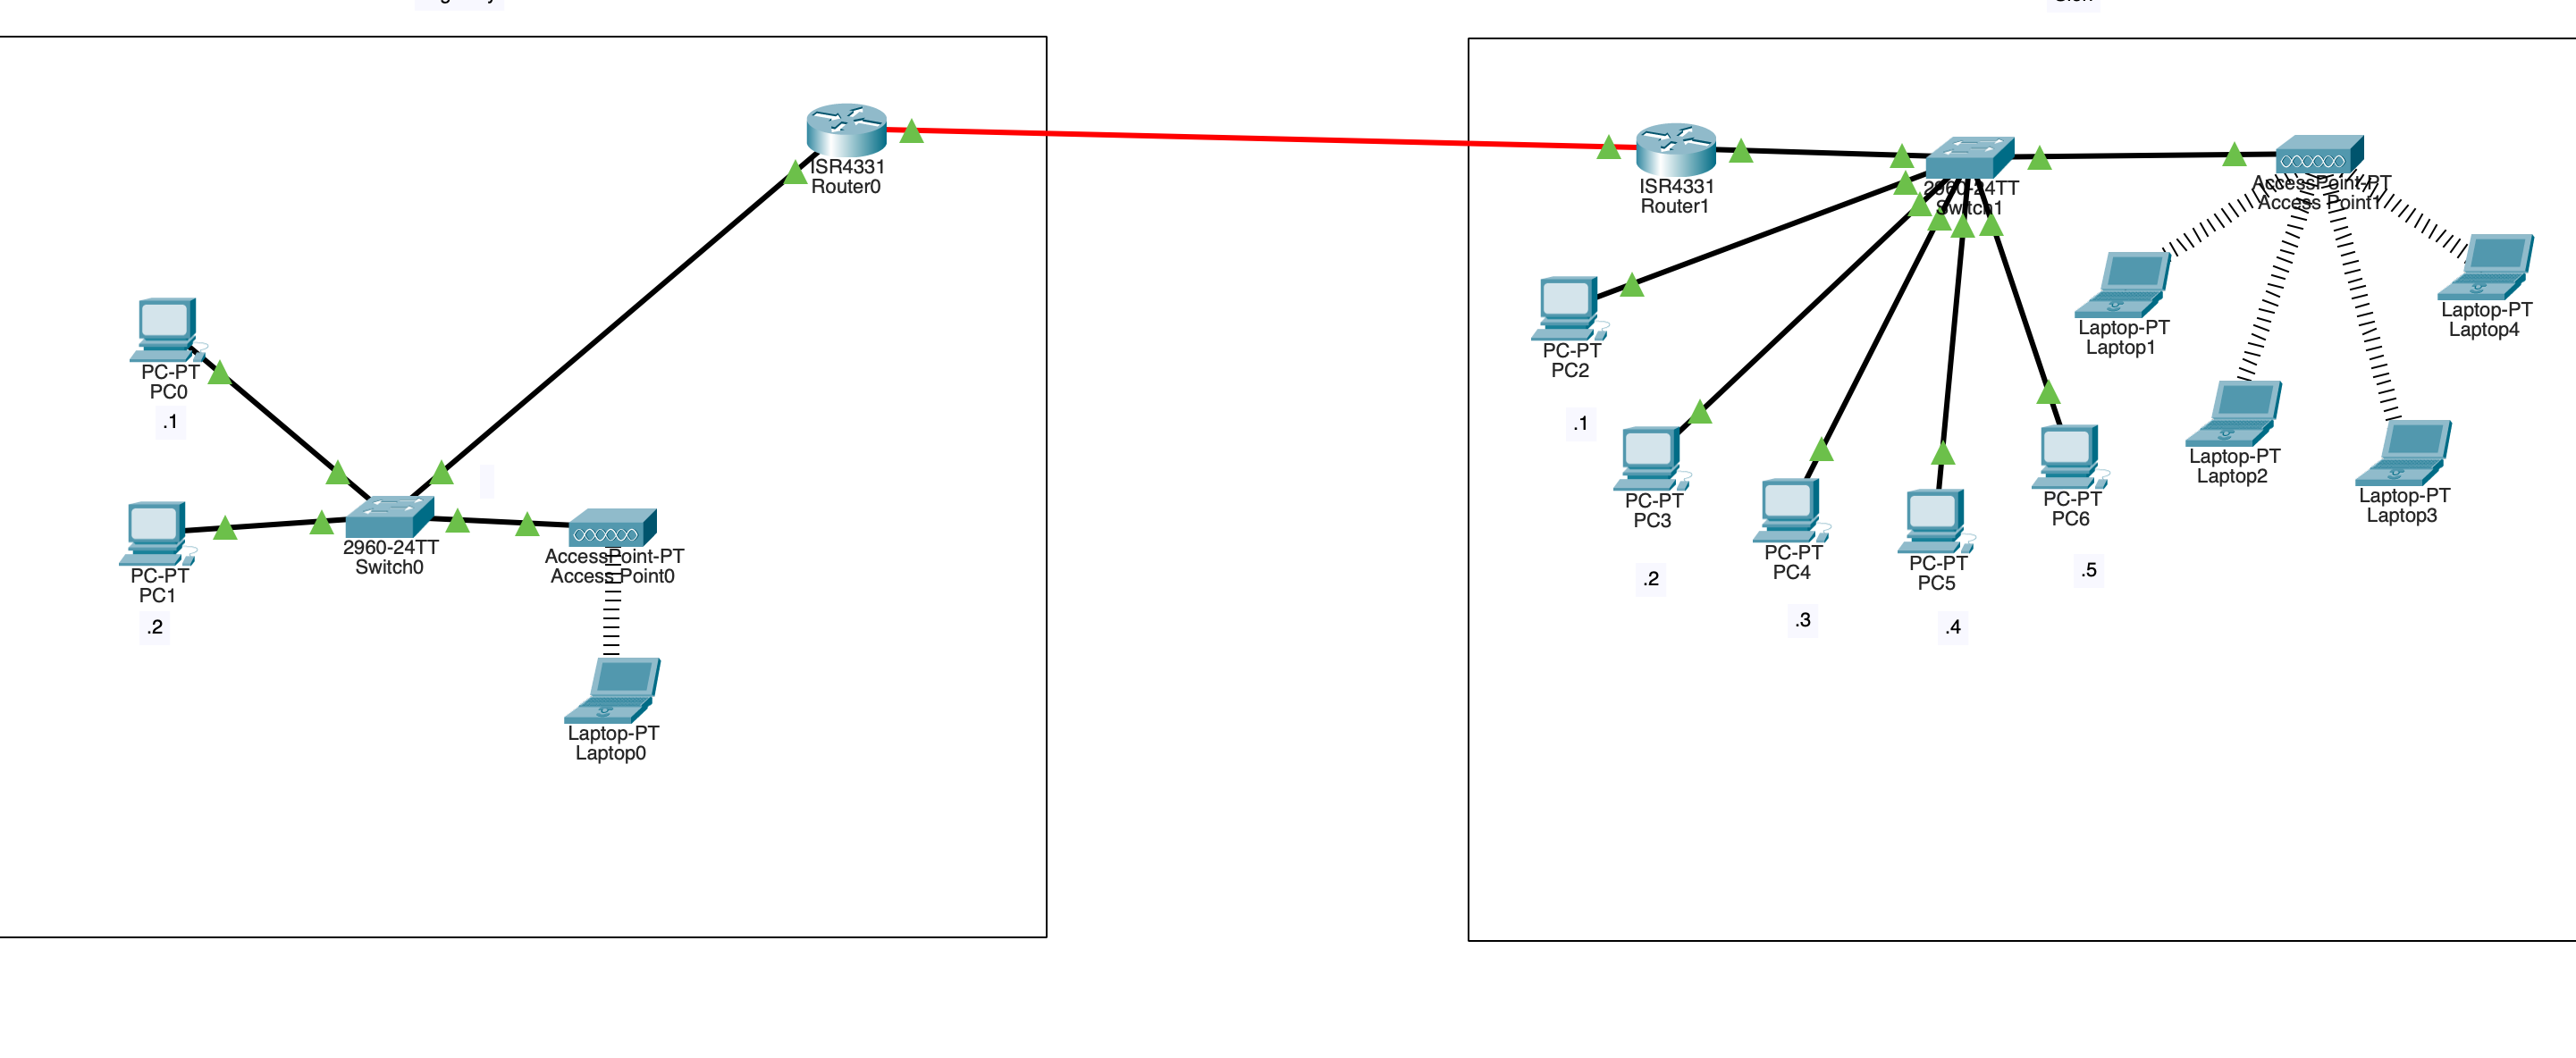 ISR4331
Router0
PC-PT
PC0
.1
PC-PT
PC1
.2
2960-24TT
Switch0
AccessPoint-PT
Access Point0
Laptop-PT
Laptop0
ISR4331
Router1
2960-24TT
Switch1
AccessPoint-PT
Access Point1
PC-PT
PC2
.1
PC-PT
PC3
.2
PC-PT
PC4
.3
PC-PT
PC5
.4
PC-PT
PC6
.5
Laptop-PT
Laptop1
Laptop-PT
Laptop2
Laptop-PT
Laptop3
Laptop-PT
Laptop4